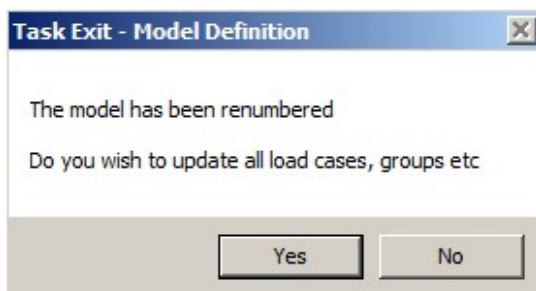 Task Exit - Model Definition
The model has been renumbered
Do you wish to update all load cases, groups etc
Yes No